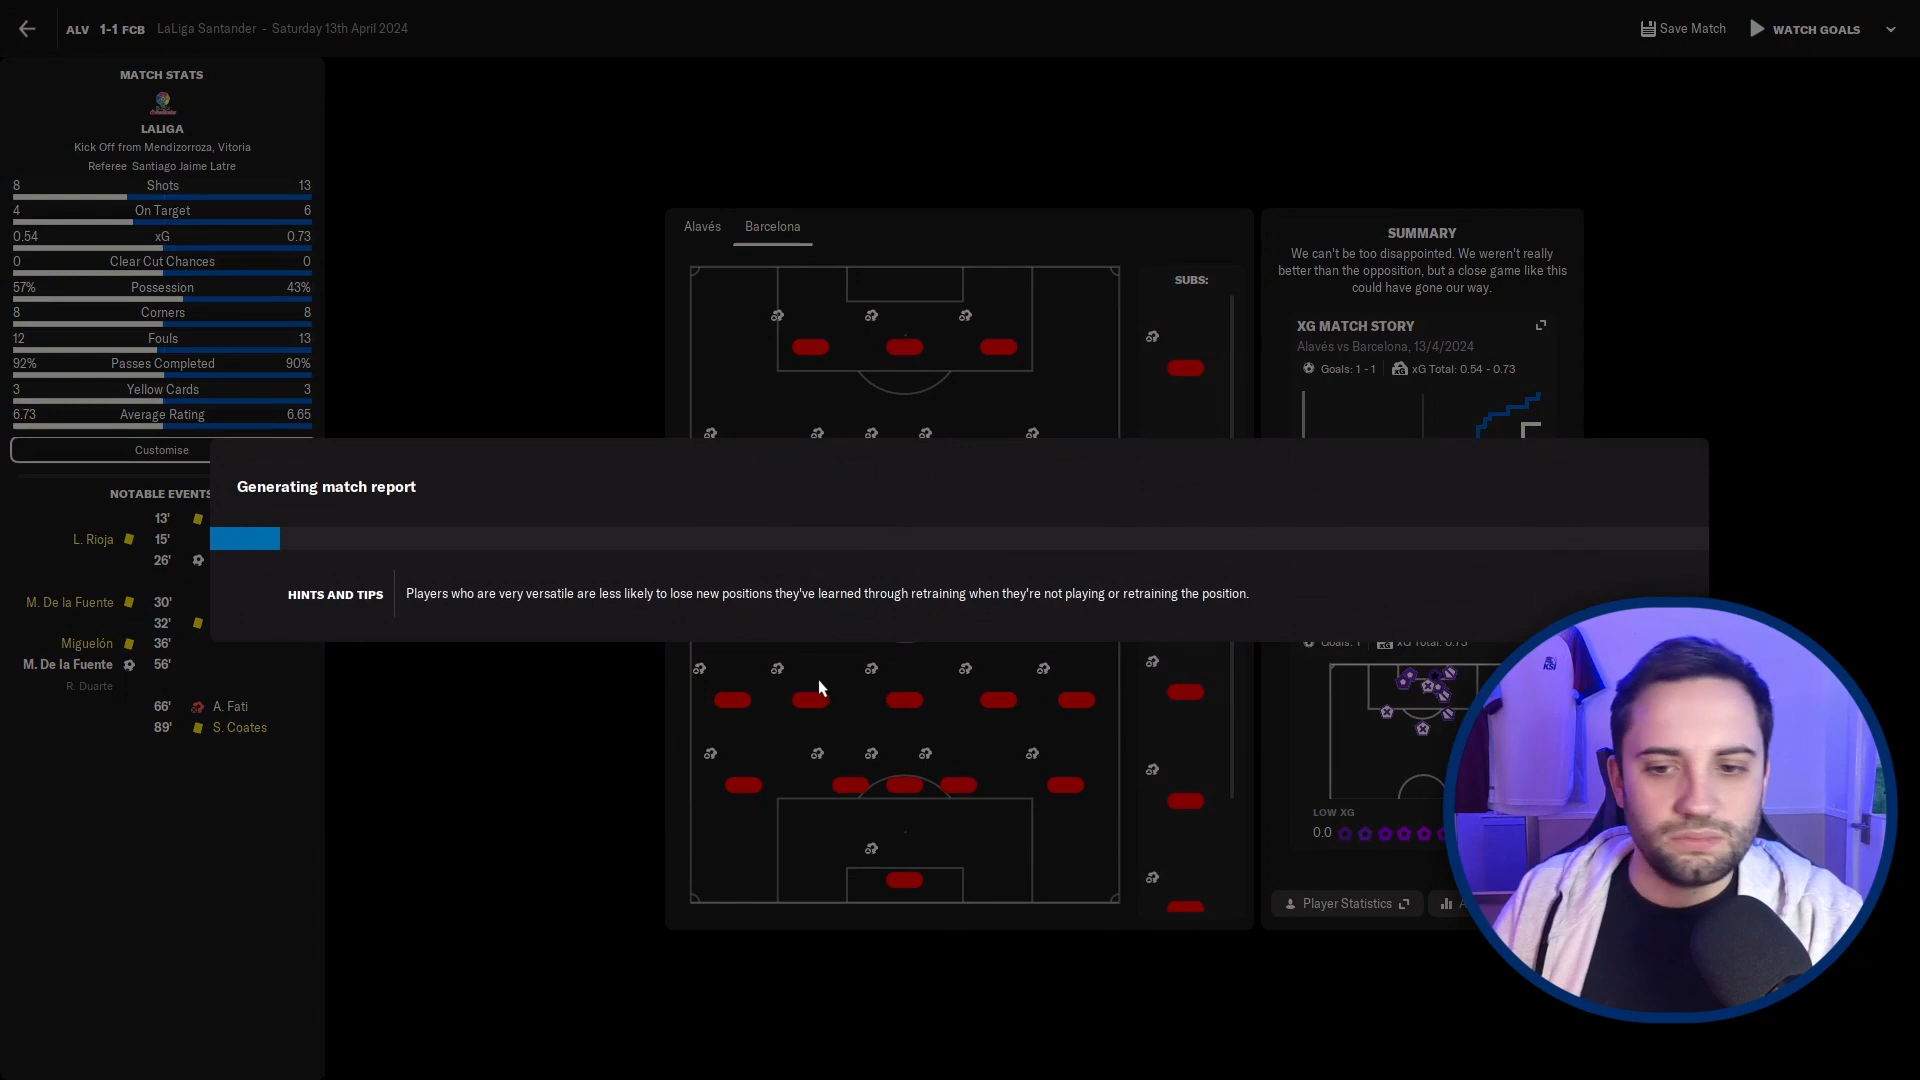 ALV 1-1 FCB LaLiga Santander - Saturday 13th April 2024
Save Match
WATCH GOALS
MATCH STATS
LALIGA
Kick Off from Mendizorroza, Vitoria
Referee Santiago Jaime Latre
8 Shots 13
4 On Target 6
0.54 xG 0.73
0 Clear Cut Chances 0
57% Possession 43%
8 Corners 8
12 Fouls 13
92% Passes Completed 90%
3 Yellow Cards 3
6.73 Average Rating 6.65
Customise
NOTABLE EVENTS
13'
L. Rioja 15'
26'
M. De la Fuente 30'
32'
Miguelón 36'
M. De la Fuente 56'
R. Duarte
66' A. Fati
89' S. Coates
Alavés Barcelona
SUBS:
SUMMARY
We can't be too disappointed. We weren't really
better than the opposition, but a close game like this
could have gone our way.
XG MATCH STORY
Alavés vs Barcelona, 13/4/2024
Goals: 1 - 1 xG Total: 0.54 - 0.73
Generating match report
HINTS AND TIPS
Players who are very versatile are less likely to lose new positions they've learned through retraining when they're not playing or retraining the position.
Goals: 1 xG Total: 0.73
LOW XG
0.0
Player Statistics
KSI